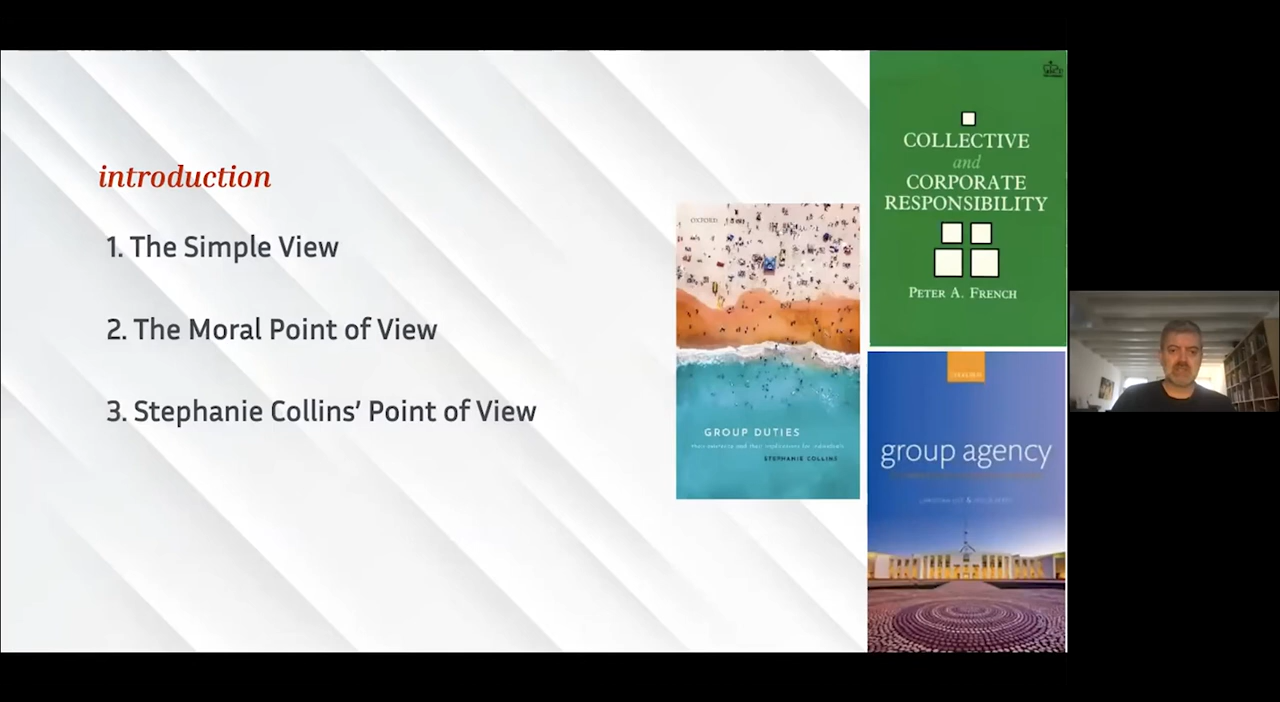 introduction
1. The Simple View
2. The Moral Point of View
3. Stephanie Collins’ Point of View
OXFORD
GROUP DUTIES
STEPHANIE COLLINS
COLLECTIVE
and
CORPORATE
RESPONSIBILITY
PETER A. FRENCH
OXFORD
group agency